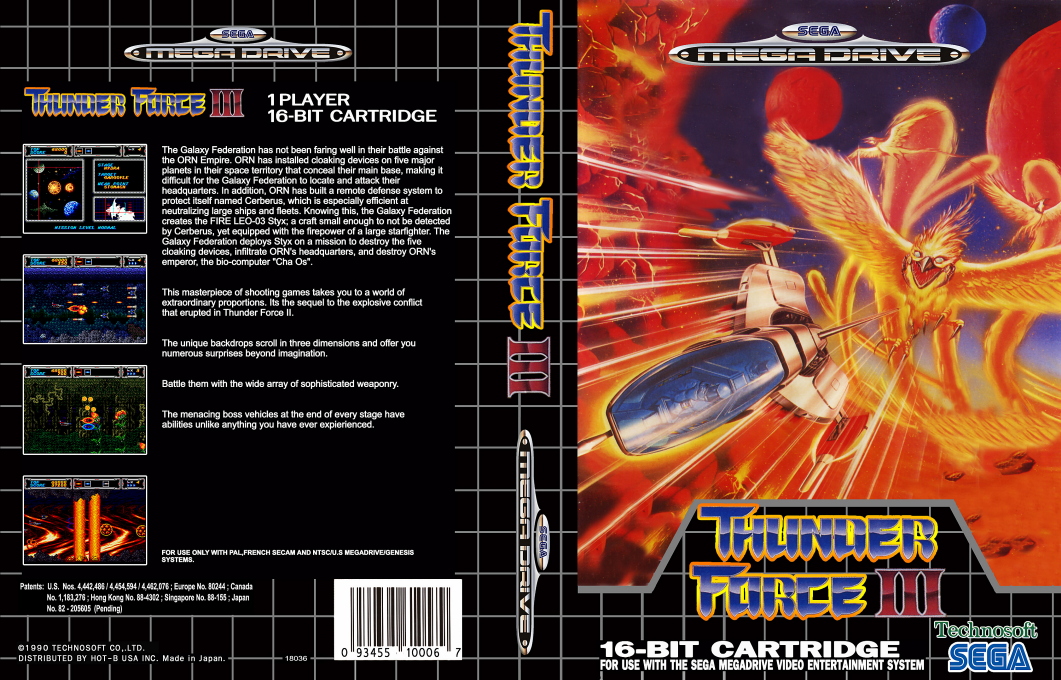 SEGA
MEGA DRIVE
THUNDER FORCE III
1 PLAYER
16-BIT CARTRIDGE
The Galaxy Federation has not been faring well in their battle against
the ORN Empire. ORN has installed cloaking devices on five major
planets in their space territory that conceal their main base, making it
difficult for the Galaxy Federation to locate and attack their
headquarters. In addition, ORN has built a remote defense system to
protect itself named Cerberus, which is especially efficient at
neutralizing large ships and fleets. Knowing this, the Galaxy Federation
creates the FIRE LEO-03 Styx; a craft small enough to not be detected
by Cerberus, yet equipped with the firepower of a large starfighter. The
Galaxy Federation deploys Styx on a mission to destroy the five
cloaking devices, infiltrate ORN's headquarters, and destroy ORN's
emperor, the bio-computer "Cha Os".
This masterpiece of shooting games takes you to a world of
extraordinary proportions. Its the sequel to the explosive conflict
that erupted in Thunder Force II.
The unique backdrops scroll in three dimensions and offer you
numerous surprises beyond imagination.
Battle them with the wide array of sophisticated weaponry.
The menacing boss vehicles at the end of every stage have
abilities unlike anything you have ever expierienced.
STAGE
HYDRA
TARGET
GARGOYLE
MISSION LEVEL NORMAL
FOR USE ONLY WITH PAL,FRENCH SECAM AND NTSC/U.S MEGADRIVE/GENESIS
SYSTEMS.
Patents: U.S. Nos. 4,442,486 / 4,454,594 / 4,462,076 ; Europe No. 80244 ; Canada
No. 1,183,276 ; Hong Kong No. 88-4302 ; Singapore No. 88-155 ; Japan
No. 82 - 205605 (Pending)
©1990 TECHNOSOFT CO,.LTD.
DISTRIBUTED BY HOT-B USA INC. Made in Japan.
18036
0 93455 10006 7
THUNDER FORCE III
SEGA
MEGA DRIVE
SEGA
MEGA DRIVE
THUNDER
FORCE III
Technosoft
SEGA
16-BIT CARTRIDGE
FOR USE WITH THE SEGA MEGADRIVE VIDEO ENTERTAINMENT SYSTEM